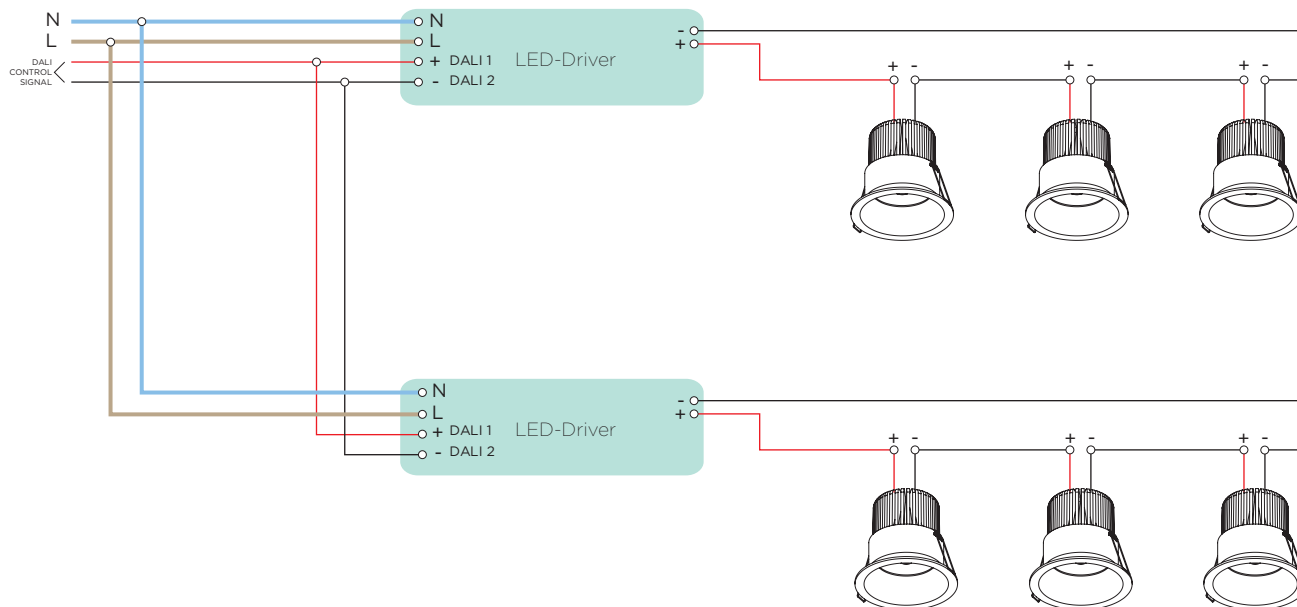 N
L
DALI
CONTROL
SIGNAL
N
L
+ DALI 1
- DALI 2
LED-Driver
-
+
+ - + - + -
N
L
+ DALI 1
- DALI 2
LED-Driver
-
+
+ - + - + -